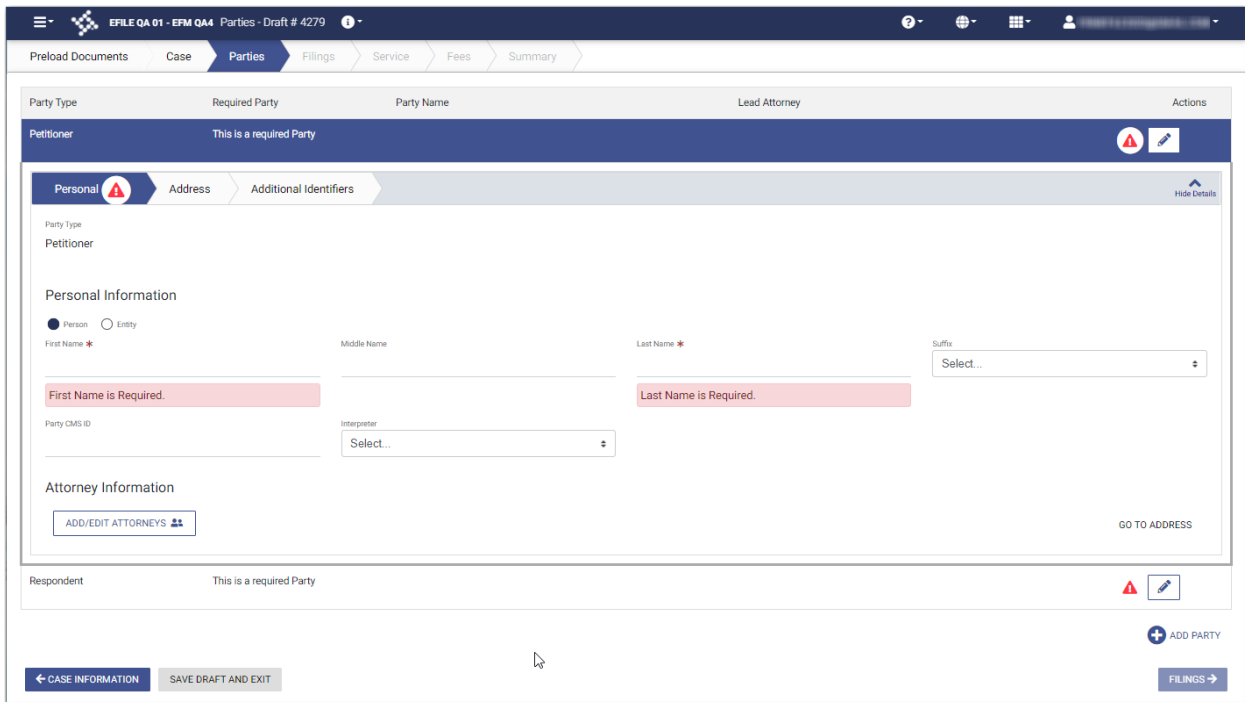 EFILE QA 01 - EFM QA4 Parties - Draft # 4279
Preload Documents Case Parties Filings Service Fees Summary
Party Type Required Party Party Name Lead Attorney Actions
Petitioner This is a required Party
Personal Address Additional Identifiers Hide Details
Party Type
Petitioner
Personal Information
Person Entity
First Name * Middle Name Last Name * Suffix
Select...
First Name is Required. Last Name is Required.
Party CMS ID Interpreter
Select...
Attorney Information
ADD/EDIT ATTORNEYS GO TO ADDRESS
Respondent This is a required Party
ADD PARTY
CASE INFORMATION SAVE DRAFT AND EXIT FILINGS